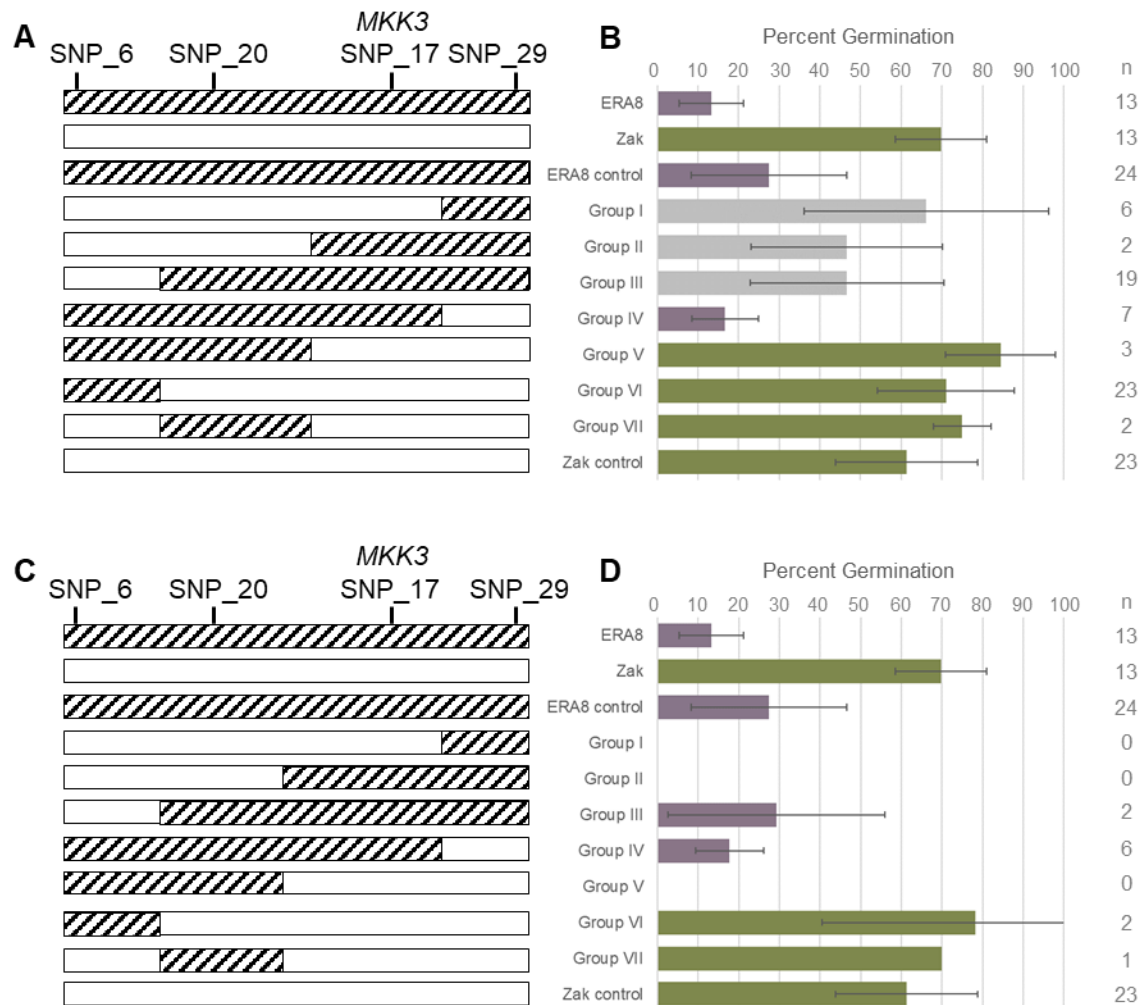 A
MKK3
SNP_6 SNP_20 SNP_17 SNP_29
B
Percent Germination
0 10 20 30 40 50 60 70 80 90 100 n
ERA8 13
Zak 13
ERA8 control 24
Group I 6
Group II 2
Group III 19
Group IV 7
Group V 3
Group VI 23
Group VII 2
Zak control 23
C
MKK3
SNP_6 SNP_20 SNP_17 SNP_29
D
Percent Germination
0 10 20 30 40 50 60 70 80 90 100 n
ERA8 13
Zak 13
ERA8 control 24
Group I 0
Group II 0
Group III 2
Group IV 6
Group V 0
Group VI 2
Group VII 1
Zak control 23